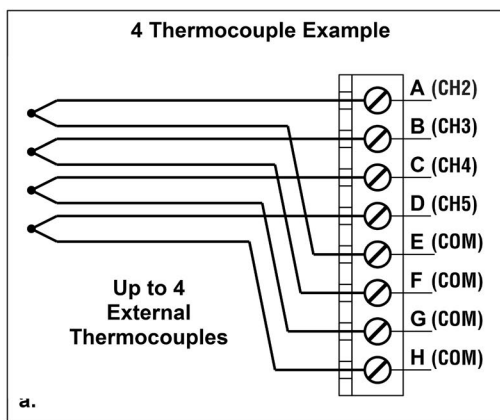 4 Thermocouple Example
A (CH2)
B (CH3)
C (CH4)
D (CH5)
E (COM)
F (COM)
G (COM)
H (COM)
Up to 4
External
Thermocouples
a.